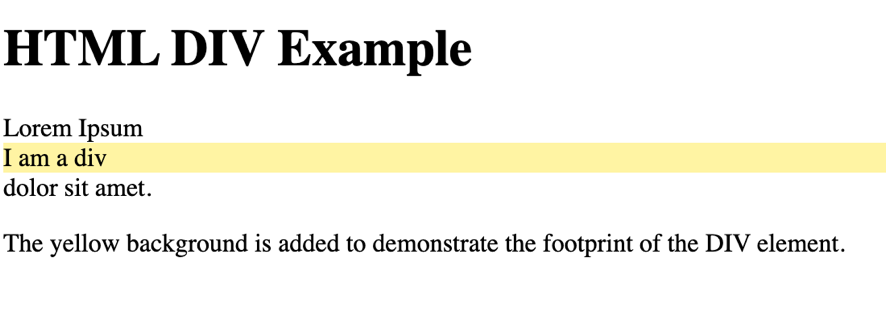 HTML DIV Example
Lorem Ipsum
I am a div
dolor sit amet.
The yellow background is added to demonstrate the footprint of the DIV element.